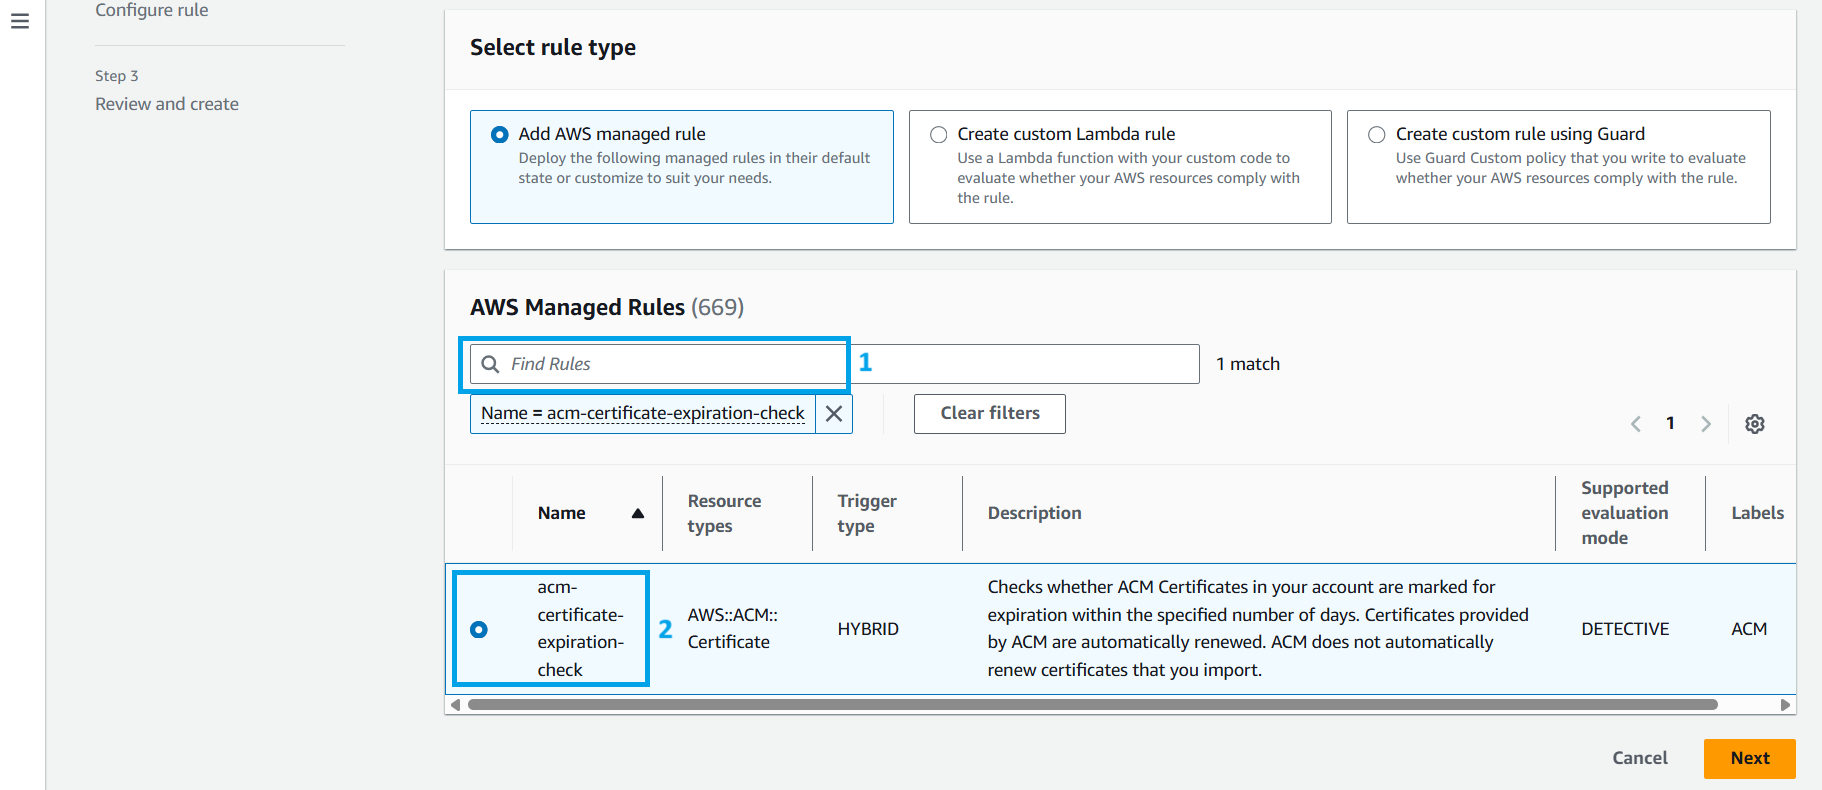 Configure rule
Step 3
Review and create
Select rule type
Add AWS managed rule
Deploy the following managed rules in their default
state or customize to suit your needs.
Create custom Lambda rule
Use a Lambda function with your custom code to
evaluate whether your AWS resources comply with
the rule.
Create custom rule using Guard
Use Guard Custom policy that you write to evaluate
whether your AWS resources comply with the rule.
AWS Managed Rules (669)
Find Rules
1
1 match
Name = acm-certificate-expiration-check
Clear filters
1
Name
Resource
types
Trigger
type
Description
Supported
evaluation
mode
Labels
acm-
certificate-
expiration-
check
2
AWS::ACM::
Certificate
HYBRID
Checks whether ACM Certificates in your account are marked for
expiration within the specified number of days. Certificates provided
by ACM are automatically renewed. ACM does not automatically
renew certificates that you import.
DETECTIVE
ACM
Cancel
Next